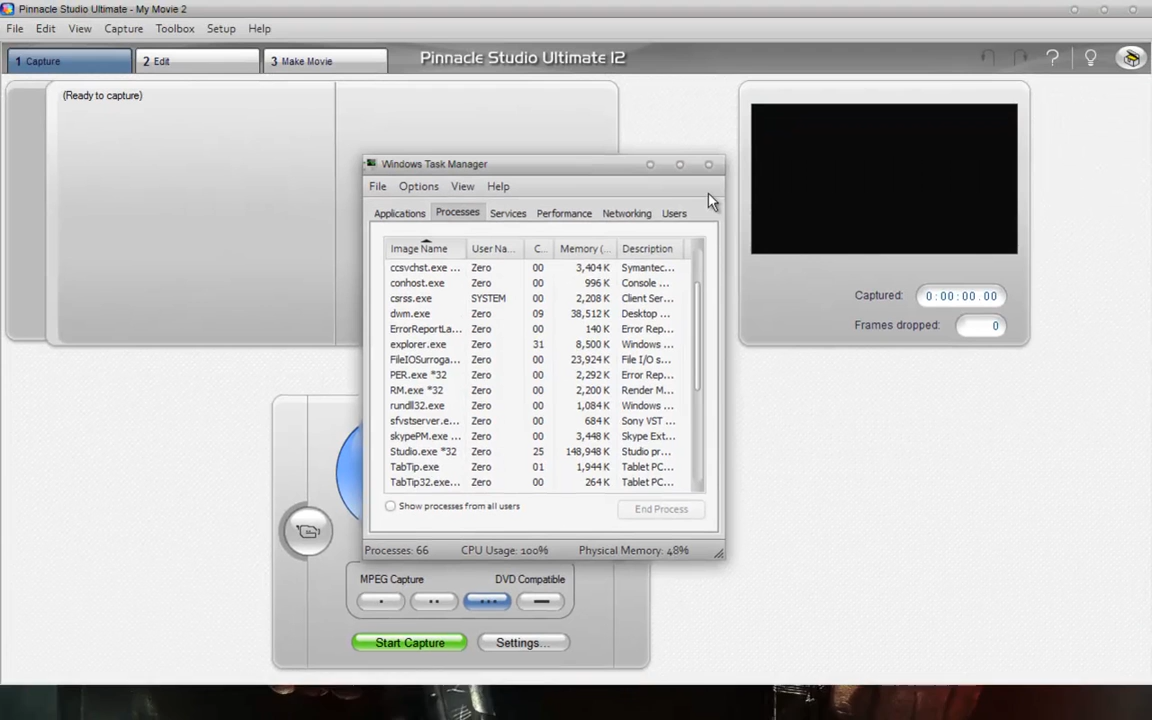 Pinnacle Studio Ultimate - My Movie 2
File Edit View Capture Toolbox Setup Help
1 Capture 2 Edit 3 Make Movie Pinnacle Studio Ultimate 12 ?
(Ready to capture)
Captured: 0:00:00.00
Frames dropped: 0
Windows Task Manager
File Options View Help
Applications Processes Services Performance Networking Users
Image Name User Na... C... Memory (... Description
ccsvchst.exe ... Zero 00 3,404 K Symantec...
conhost.exe Zero 00 996 K Console ...
csrss.exe SYSTEM 00 2,208 K Client Ser...
dwm.exe Zero 09 38,512 K Desktop ...
ErrorReportLa... Zero 00 140 K Error Rep...
explorer.exe Zero 31 8,500 K Windows ...
FileIOSurroga... Zero 00 23,924 K File I/O s...
PER.exe *32 Zero 00 2,292 K Error Rep...
RM.exe *32 Zero 00 2,200 K Render M...
rundll32.exe Zero 00 1,084 K Windows ...
sfvstserver.e... Zero 00 684 K Sony VST ...
skypePM.exe ... Zero 00 3,448 K Skype Ext...
Studio.exe *32 Zero 25 148,948 K Studio pr...
TabTip.exe Zero 01 1,944 K Tablet PC...
TabTip32.exe... Zero 00 264 K Tablet PC...
Show processes from all users End Process
Processes: 66 CPU Usage: 100% Physical Memory: 48%
MPEG Capture DVD Compatible
Start Capture Settings...